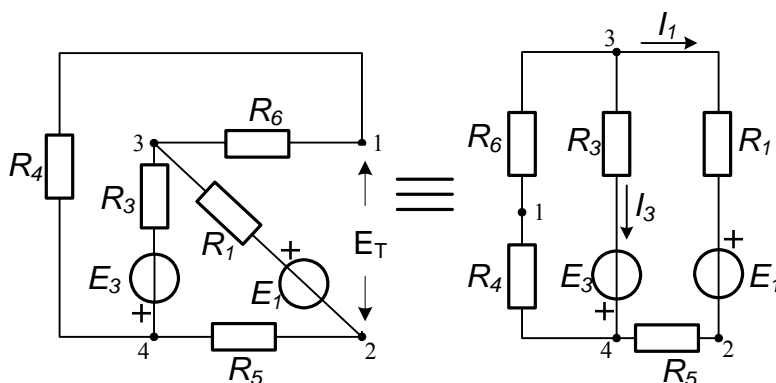 R6
3
1
R4
R3
R1
+
ET
E3
E1
+
4
R5
2
3
I1
R6
R3
R1
1
I3
+
R4
E3
E1
+
4
R5
2